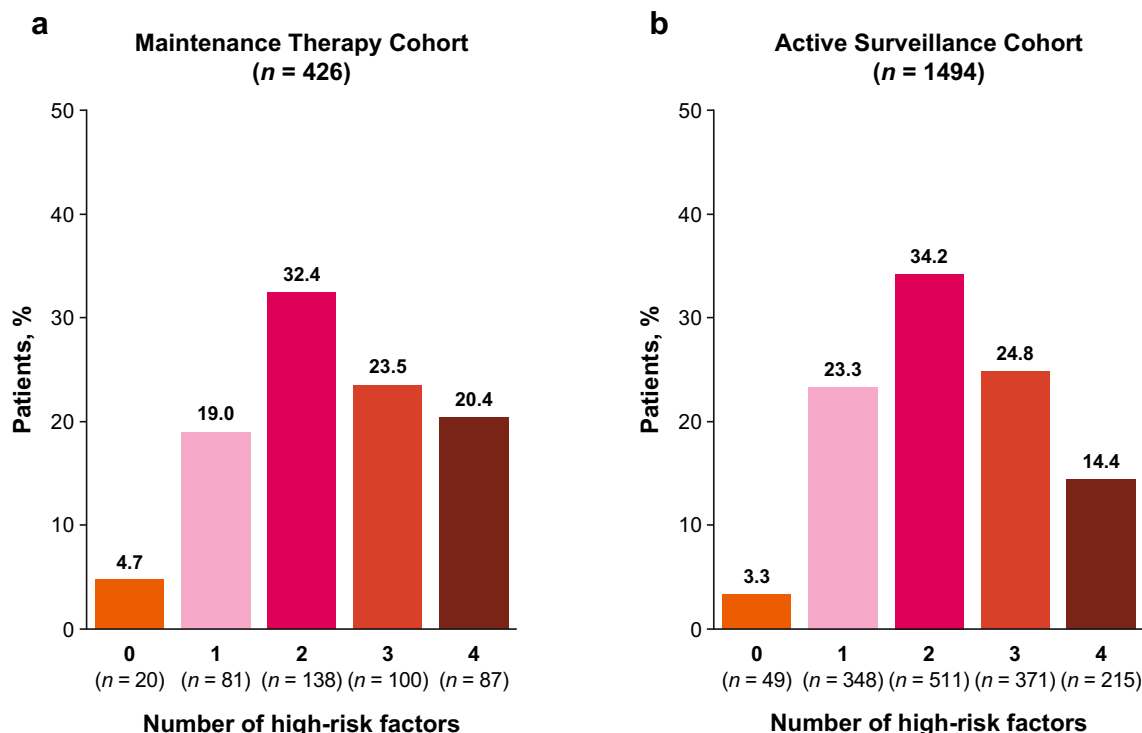 a
Maintenance Therapy Cohort
(n = 426)
50
40
30
20
10
0
Patients, %
4.7
19.0
32.4
23.5
20.4
0
1
2
3
4
(n = 20)
(n = 81)
(n = 138)
(n = 100)
(n = 87)
Number of high-risk factors
b
Active Surveillance Cohort
(n = 1494)
50
40
30
20
10
0
Patients, %
3.3
23.3
34.2
24.8
14.4
0
1
2
3
4
(n = 49)
(n = 348)
(n = 511)
(n = 371)
(n = 215)
Number of high-risk factors